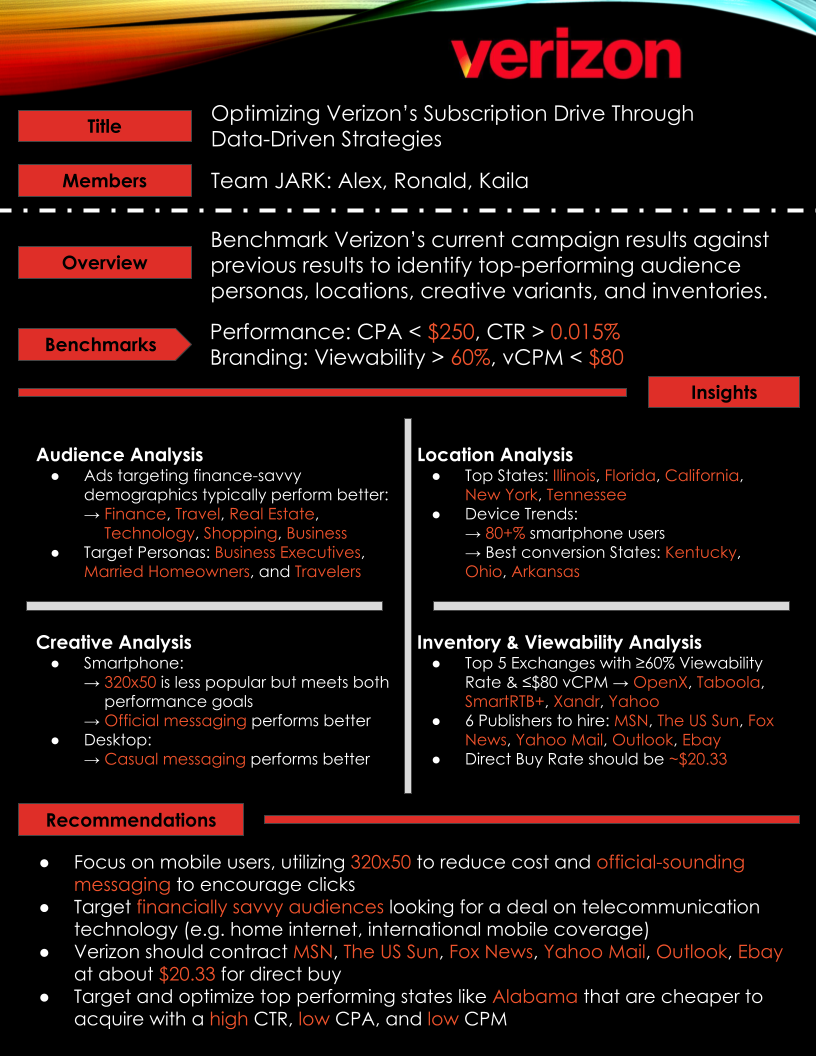 verizon
Title
Optimizing Verizon’s Subscription Drive Through
Data-Driven Strategies
Members
Team JARK: Alex, Ronald, Kaila
Overview
Benchmark Verizon’s current campaign results against
previous results to identify top-performing audience
personas, locations, creative variants, and inventories.
Benchmarks
Performance: CPA < $250, CTR > 0.015%
Branding: Viewability > 60%, vCPM < $80
Insights
Audience Analysis
● Ads targeting finance-savvy
demographics typically perform better:
→ Finance, Travel, Real Estate,
Technology, Shopping, Business
● Target Personas: Business Executives,
Married Homeowners, and Travelers
Location Analysis
● Top States: Illinois, Florida, California,
New York, Tennessee
● Device Trends:
→ 80+% smartphone users
→ Best conversion States: Kentucky,
Ohio, Arkansas
Creative Analysis
● Smartphone:
→ 320x50 is less popular but meets both
performance goals
→ Official messaging performs better
● Desktop:
→ Casual messaging performs better
Inventory & Viewability Analysis
● Top 5 Exchanges with ≥60% Viewability
Rate & ≤$80 vCPM → OpenX, Taboola,
SmartRTB+, Xandr, Yahoo
● 6 Publishers to hire: MSN, The US Sun, Fox
News, Yahoo Mail, Outlook, Ebay
● Direct Buy Rate should be ~$20.33
Recommendations
● Focus on mobile users, utilizing 320x50 to reduce cost and official-sounding
messaging to encourage clicks
● Target financially savvy audiences looking for a deal on telecommunication
technology (e.g. home internet, international mobile coverage)
● Verizon should contract MSN, The US Sun, Fox News, Yahoo Mail, Outlook, Ebay
at about $20.33 for direct buy
● Target and optimize top performing states like Alabama that are cheaper to
acquire with a high CTR, low CPA, and low CPM